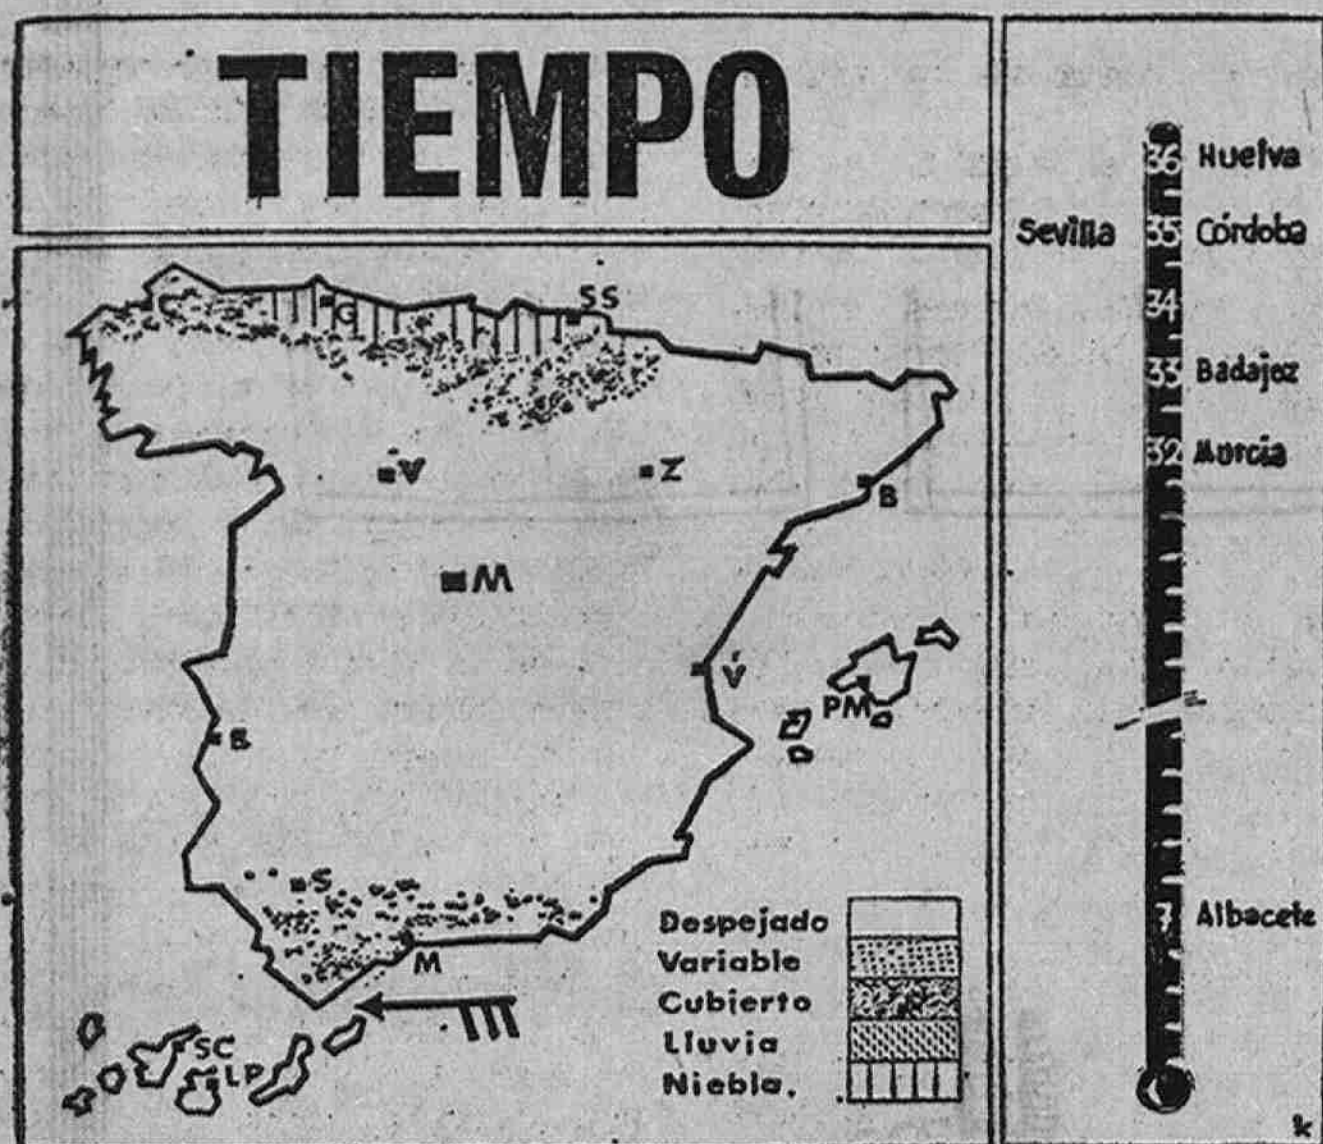 TIEMPO
G
SS
V
Z
B
M
V
PM
B
S
M
SC
LP
Despejado
Variable
Cubierto
Lluvia
Niebla.
36 Huelva
Sevilla 35 Córdoba
34
33 Badajoz
32 Murcia
7 Albacete
k